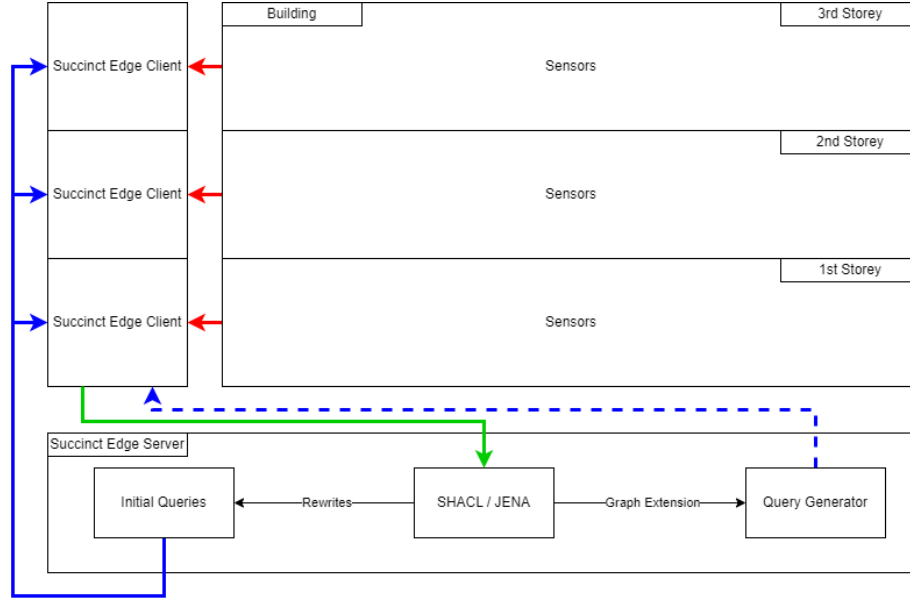 Building
3rd Storey
Succinct Edge Client
Sensors
2nd Storey
Succinct Edge Client
Sensors
1st Storey
Succinct Edge Client
Sensors
Succinct Edge Server
Initial Queries
Rewrites
SHACL / JENA
Graph Extension
Query Generator